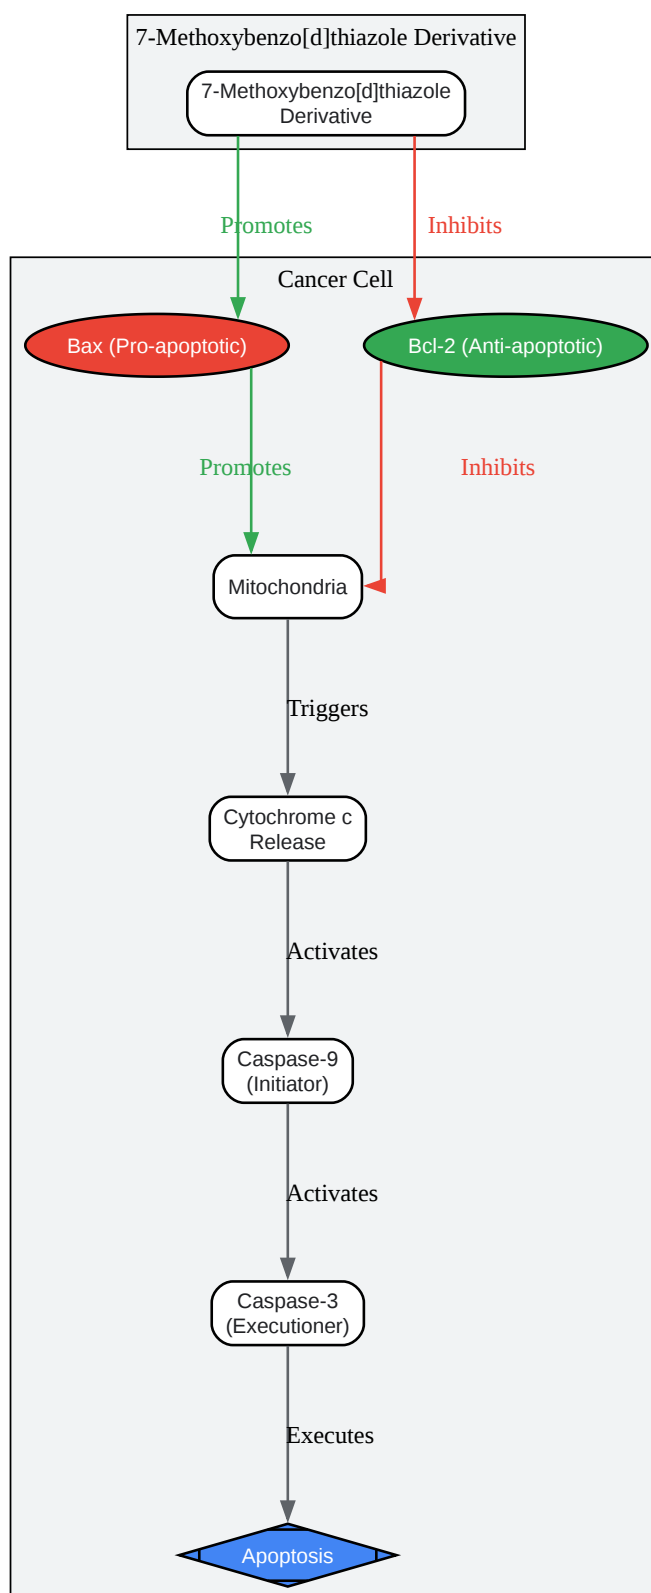 7-Methoxybenzo[d]thiazole Derivative
7-Methoxybenzo[d]thiazole
Derivative
Promotes
Inhibits
Cancer Cell
Bax (Pro-apoptotic)
Bcl-2 (Anti-apoptotic)
Promotes
Inhibits
Mitochondria
Triggers
Cytochrome c
Release
Activates
Caspase-9
(Initiator)
Activates
Caspase-3
(Executioner)
Executes
Apoptosis